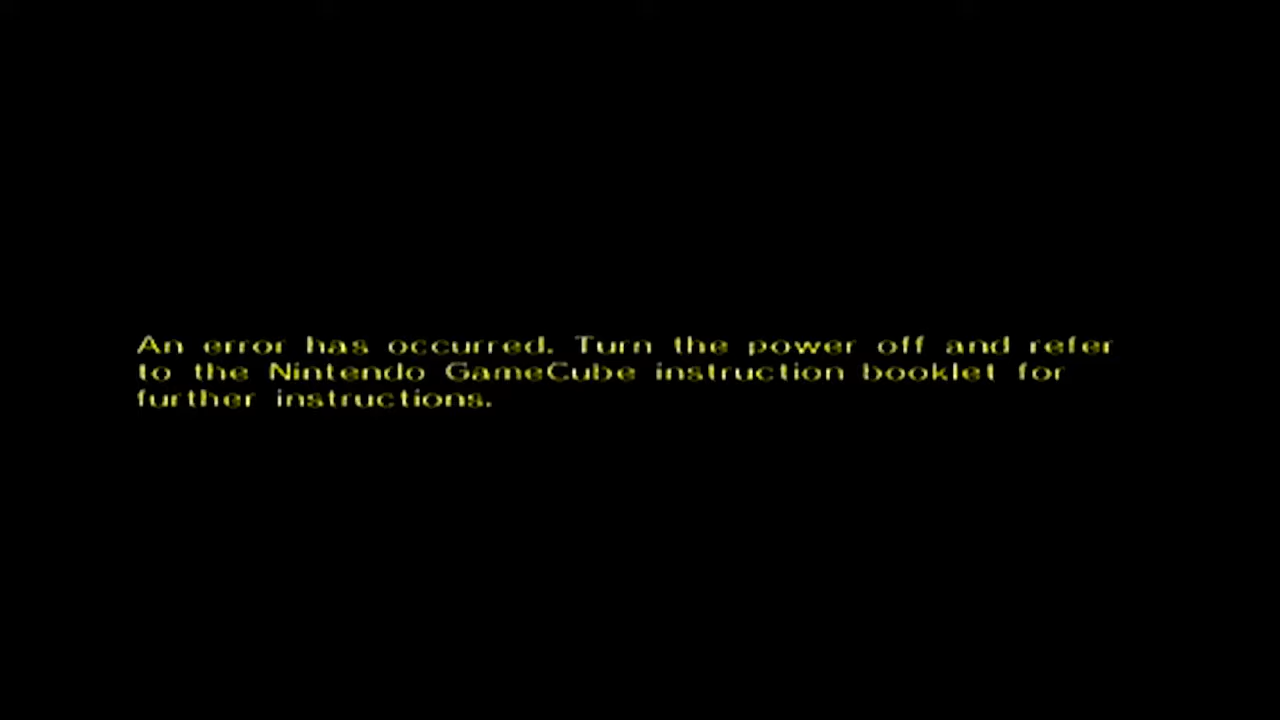 An error has occurred. Turn the power off and refer
to the Nintendo GameCube instruction booklet for
further instructions.